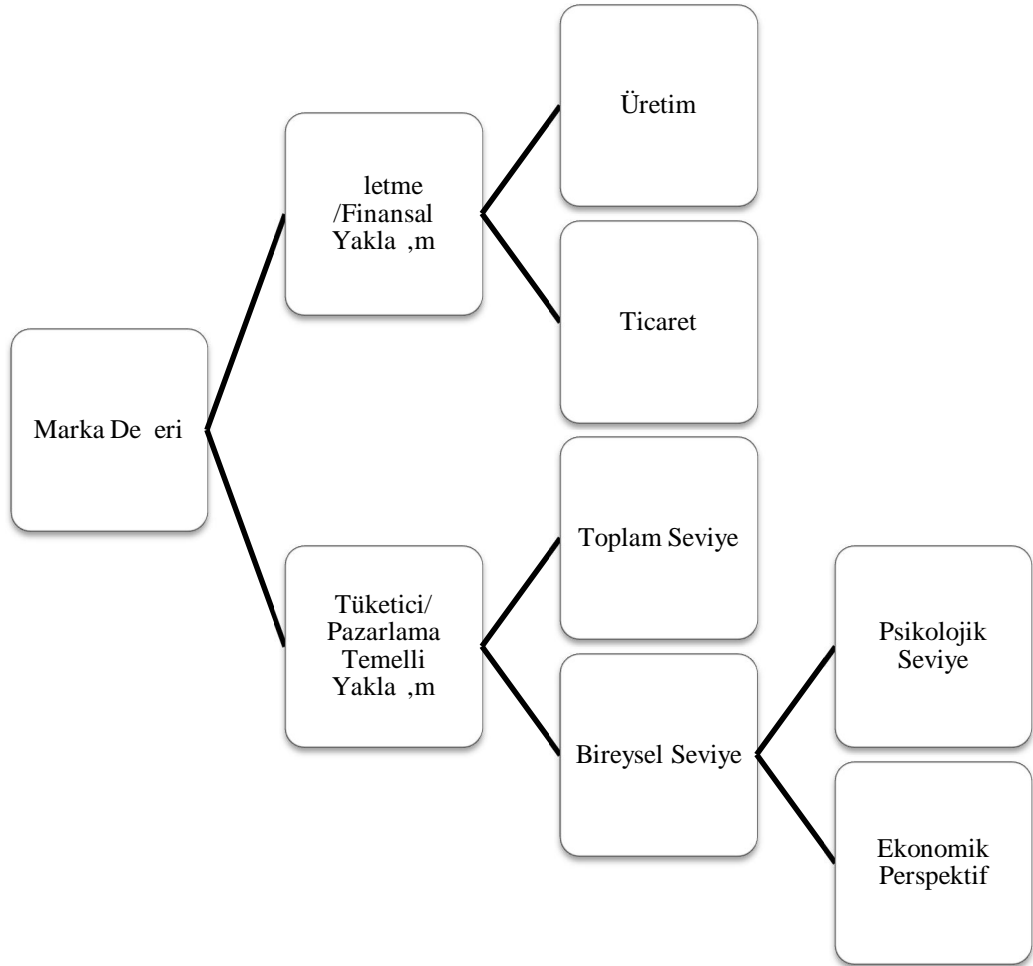 Üretim
letme
/Finansal
Yakla ,m
Ticaret
Marka De eri
Toplam Seviye
Tüketici/
Pazarlama
Temelli
Yakla ,m
Psikolojik
Seviye
Bireysel Seviye
Ekonomik
Perspektif